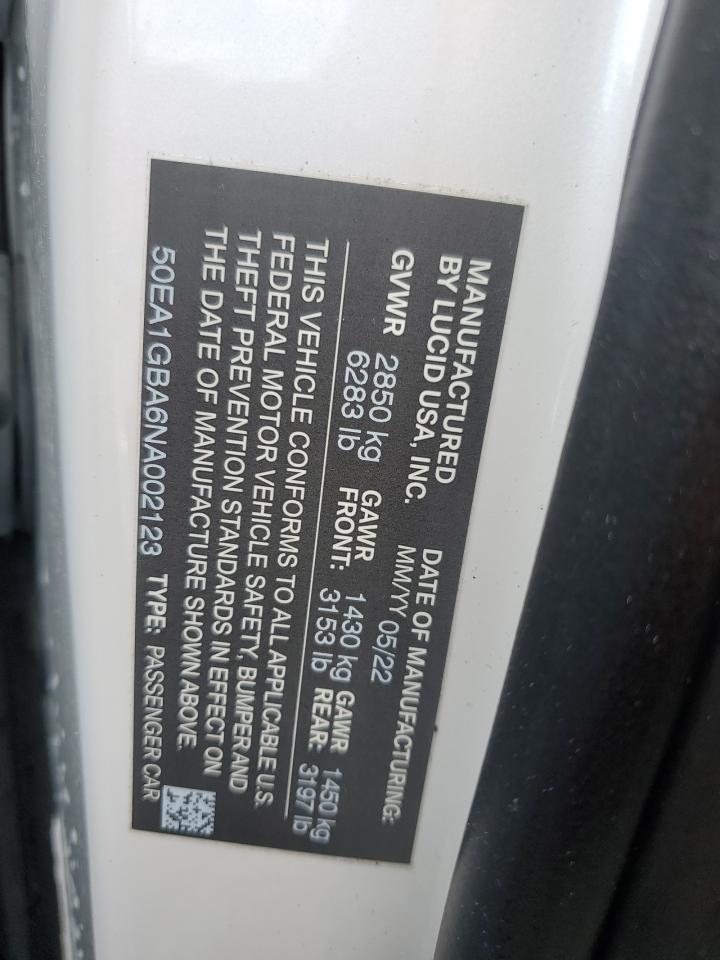 MANUFACTURED
BY LUCID USA, INC.
DATE OF MANUFACTURING:
MM/YY 05/22
GVWR 2850 kg
6283 lb
GAWR
FRONT: 1430 kg
3153 lb
GAWR
REAR: 1450 kg
3197 lb
THIS VEHICLE CONFORMS TO ALL APPLICABLE U.S.
FEDERAL MOTOR VEHICLE SAFETY, BUMPER AND
THEFT PREVENTION STANDARDS IN EFFECT ON
THE DATE OF MANUFACTURE SHOWN ABOVE.
50EA1GBA6NA002123 TYPE: PASSENGER CAR